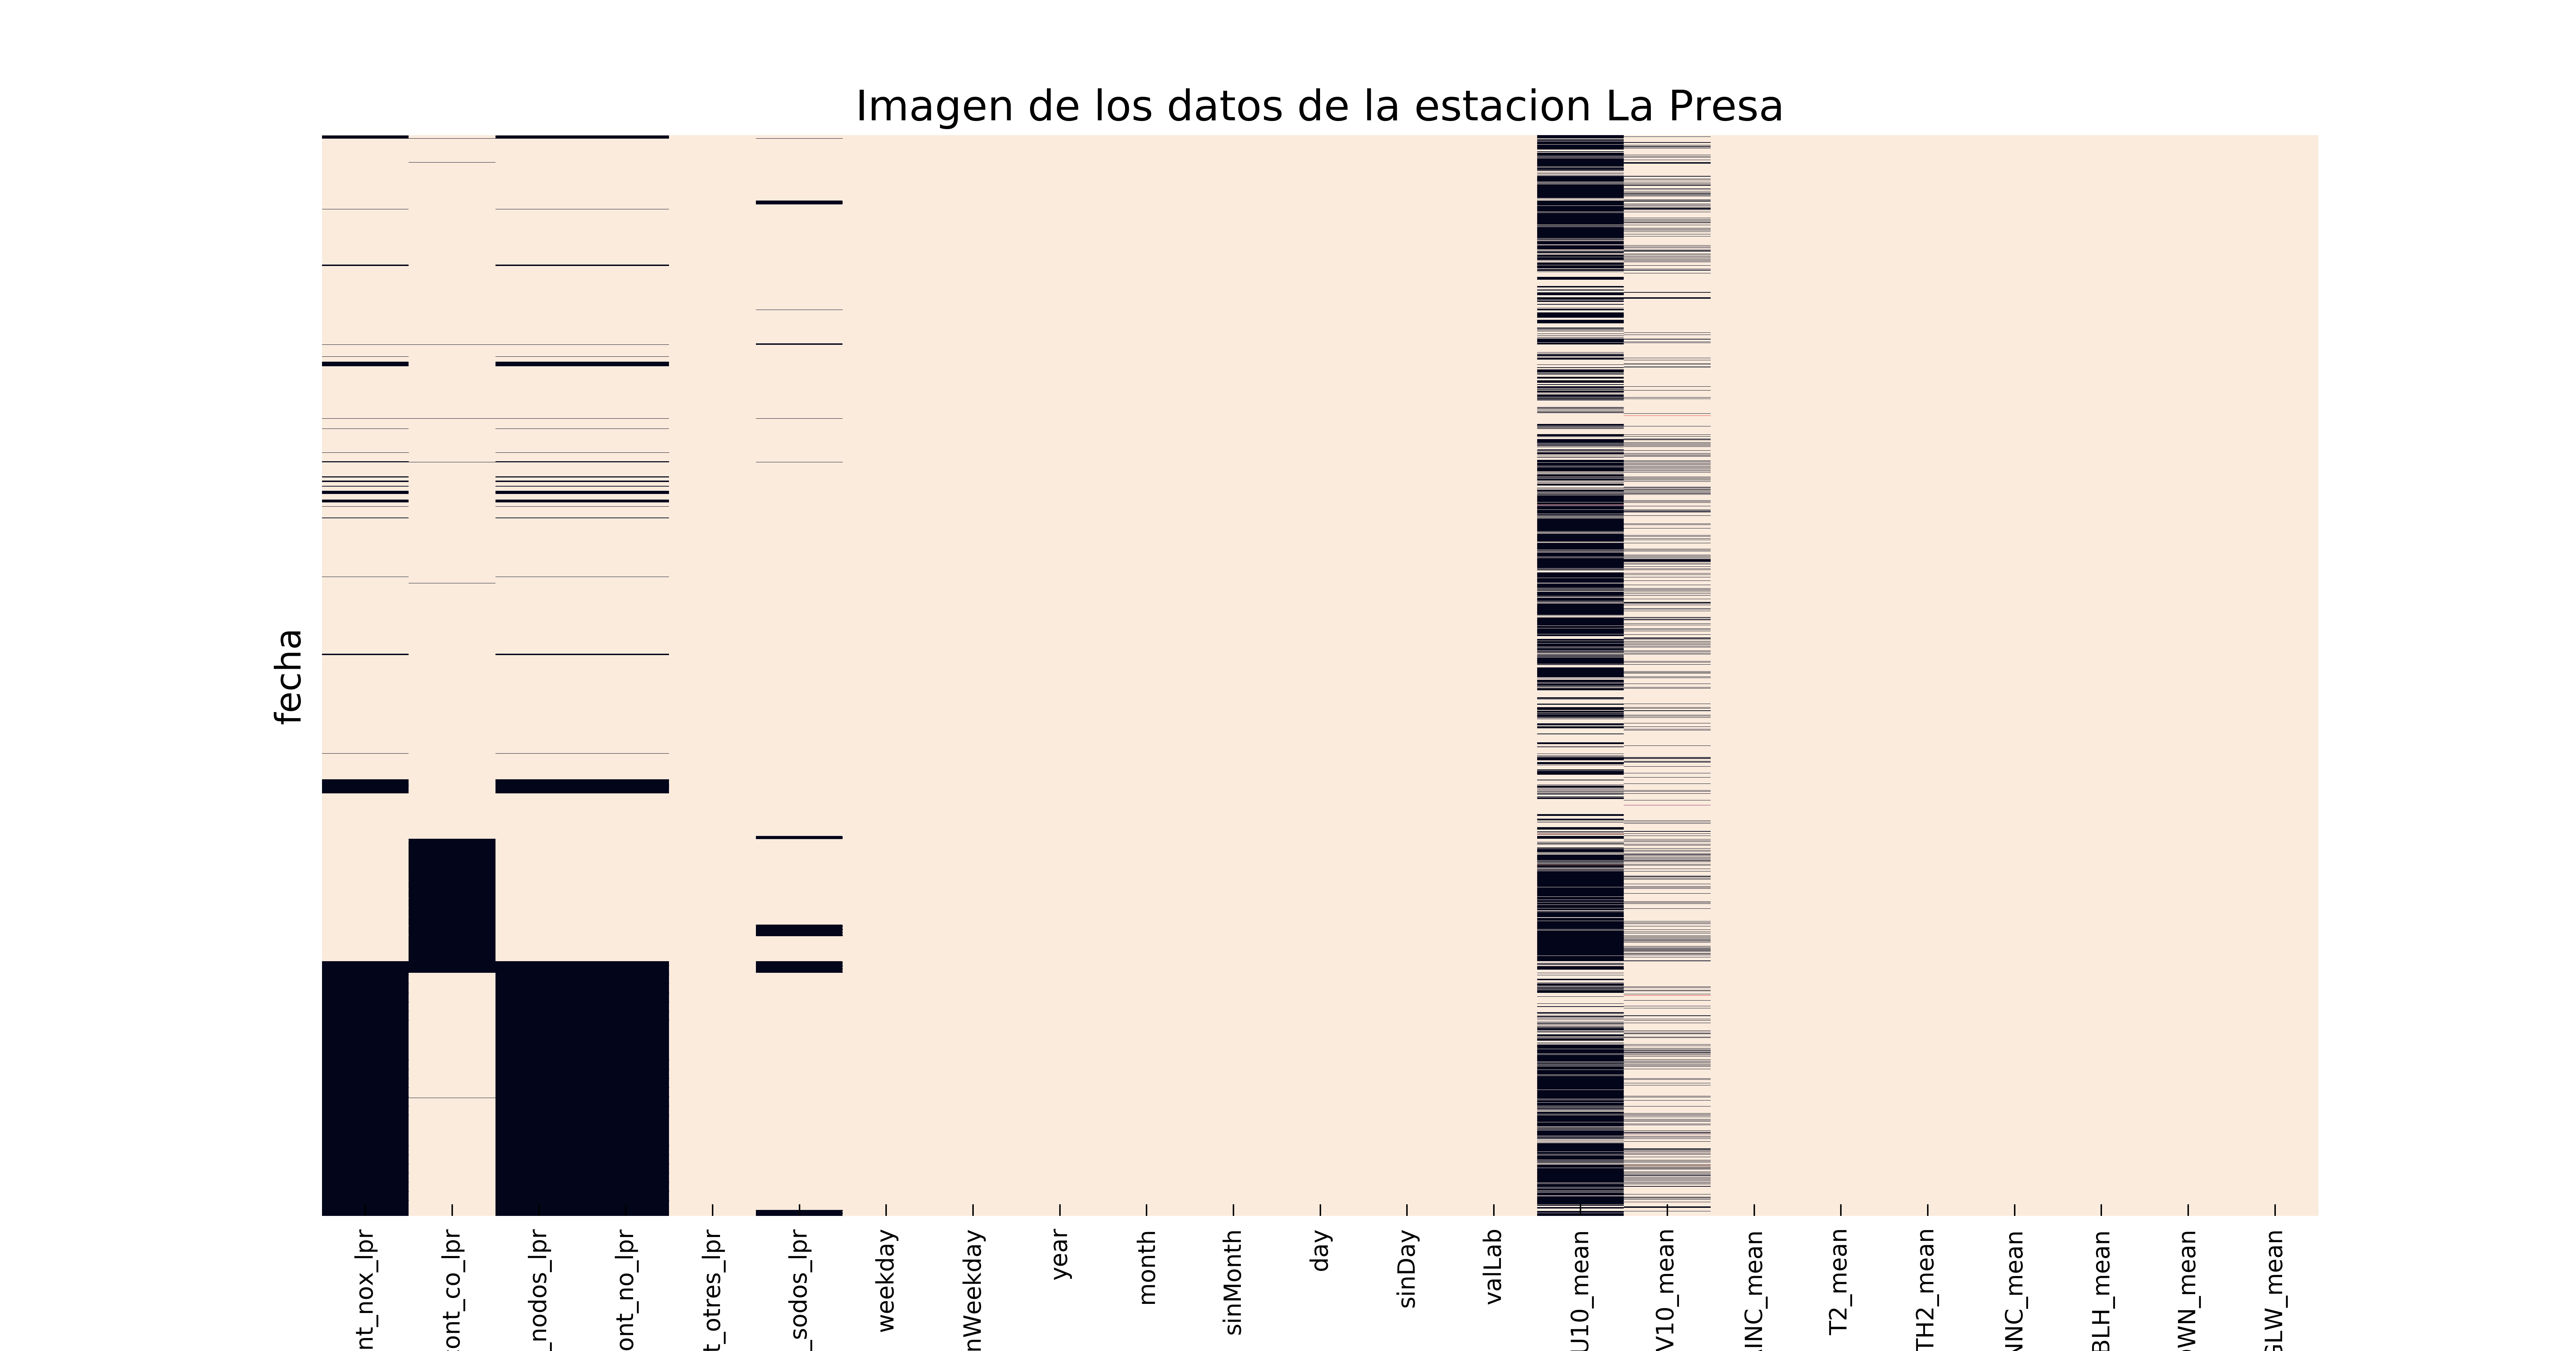 Imagen de los datos de la estacion La Presa
fecha
nt_nox_lpr
ont_co_lpr
_nodos_lpr
ont_no_lpr
t_otres_lpr
_sodos_lpr
weekday
nWeekday
year
month
sinMonth
day
sinDay
valLab
U10_mean
V10_mean
INC_mean
T2_mean
TH2_mean
NNC_mean
BLH_mean
OWN_mean
GLW_mean